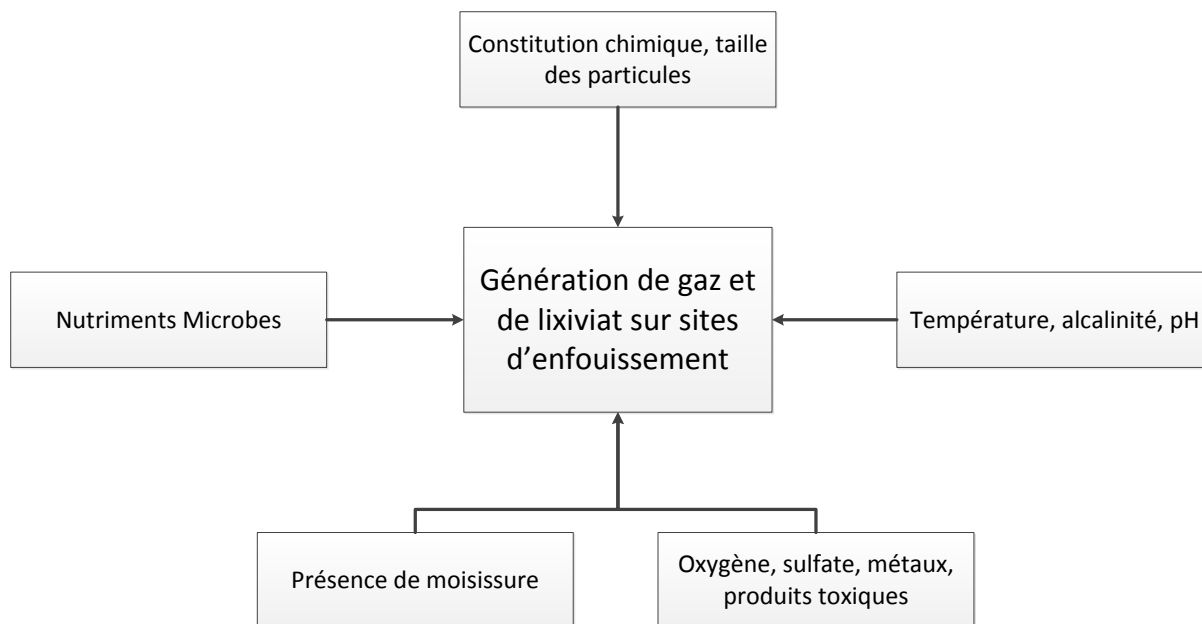 Constitution chimique, taille
des particules
Génération de gaz et
de lixiviat sur sites
d’enfouissement
Nutriments Microbes
Température, alcalinité, pH
Présence de moisissure
Oxygène, sulfate, métaux,
produits toxiques